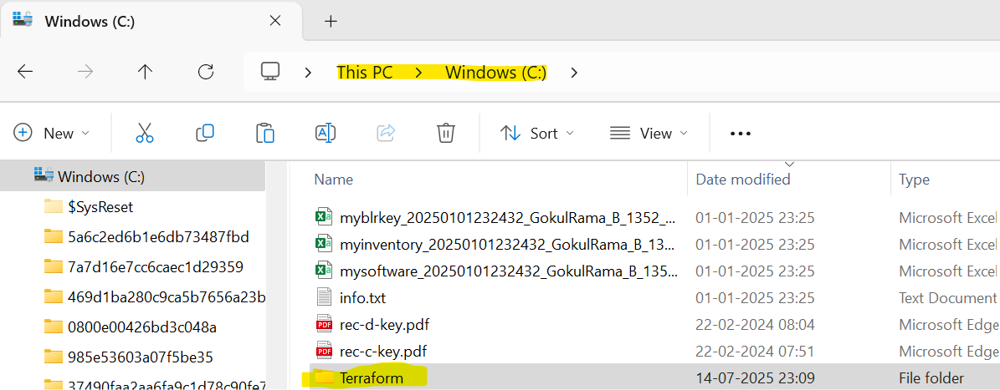 Windows (C:)
This PC > Windows (C:) >
New Sort View
Windows (C:)
$SysReset
5a6c2ed6b1e6db73487fbd
7a7d16e7cc6caec1d29359
469d1ba280c9ca5b7656a23b
0800e00426bd3c048a
985e53603a07f5be35
37490faa2aa6fa9c1d78c90fe7
Name Date modified Type
myblrkey_20250101232432_GokulRama_B_1352_... 01-01-2025 23:25 Microsoft Excel
myinventory_20250101232432_GokulRama_B_13... 01-01-2025 23:25 Microsoft Excel
mysoftware_20250101232432_GokulRama_B_135... 01-01-2025 23:25 Microsoft Excel
info.txt 01-01-2025 23:25 Text Document
rec-d-key.pdf 22-02-2024 08:04 Microsoft Edge
rec-c-key.pdf 22-02-2024 07:51 Microsoft Edge
Terraform 14-07-2025 23:09 File folder